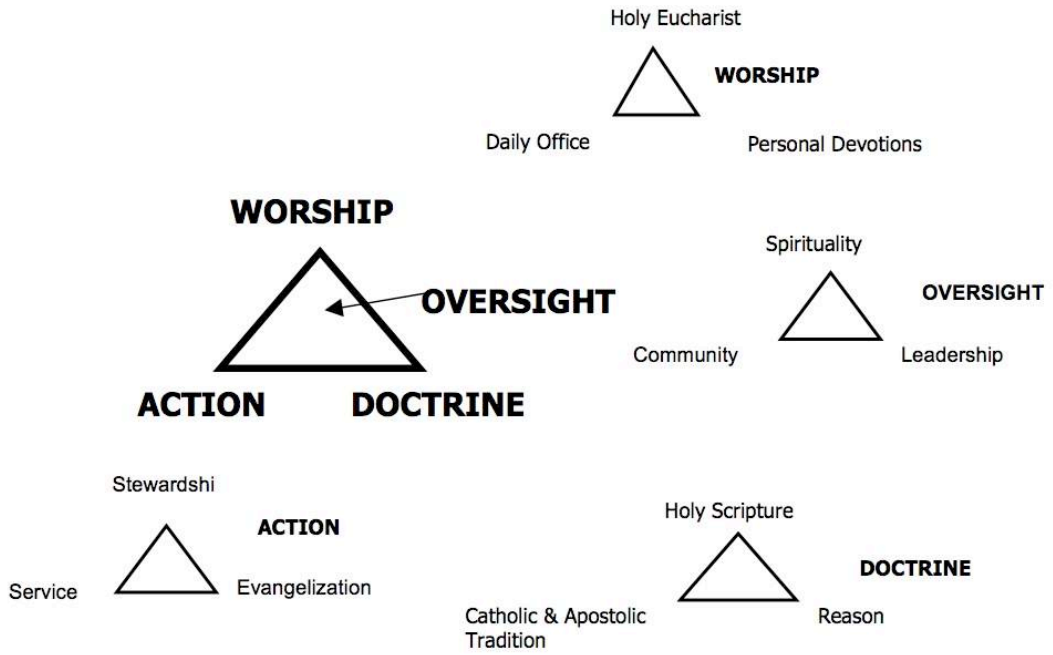 Holy Eucharist
WORSHIP
Daily Office
Personal Devotions
WORSHIP
OVERSIGHT
ACTION
DOCTRINE
Spirituality
OVERSIGHT
Community
Leadership
Stewardshi
ACTION
Service
Evangelization
Holy Scripture
DOCTRINE
Catholic & Apostolic
Tradition
Reason